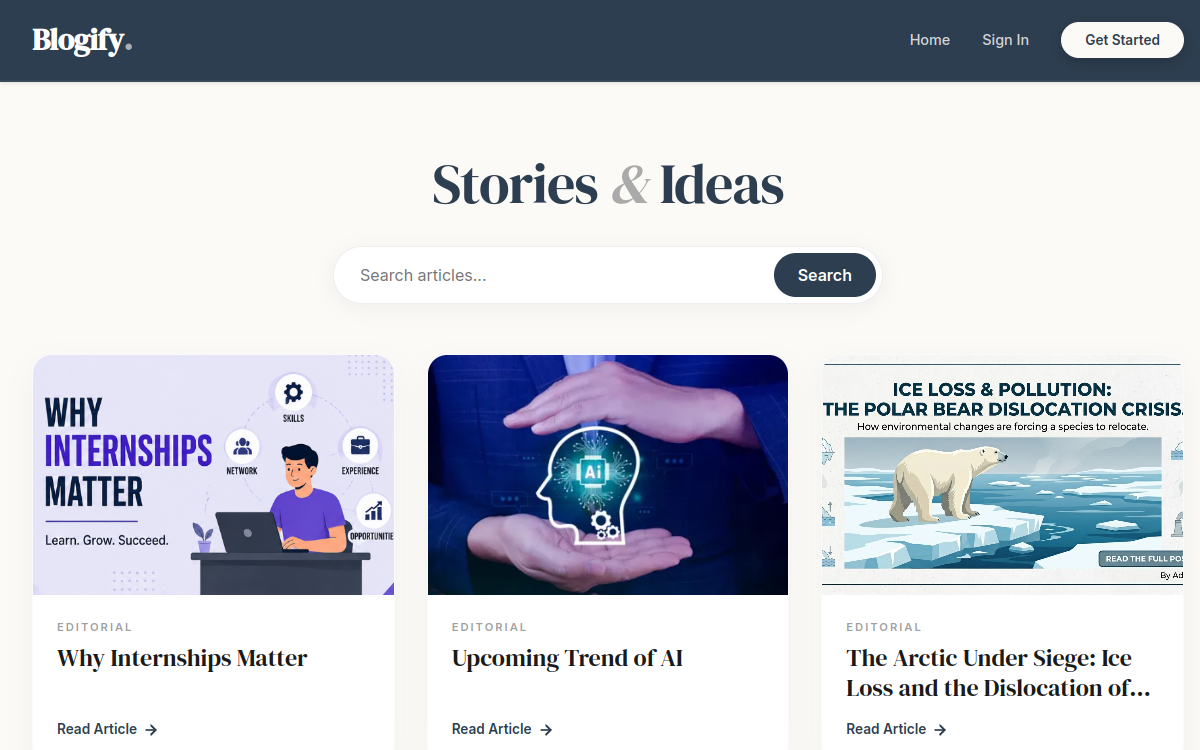 Blogify.
Home
Sign In
Get Started
Stories & Ideas
Search articles...
Search
WHY
INTERNSHIPS
MATTER
Learn. Grow. Succeed.
SKILLS
NETWORK
EXPERIENCE
OPPORTUNITIE
Ai
ICE LOSS & POLLUTION:
THE POLAR BEAR DISLOCATION CRISIS.
How environmental changes are forcing a species to relocate.
READ THE FULL POS
By Ad
EDITORIAL
Why Internships Matter
Read Article →
EDITORIAL
Upcoming Trend of AI
Read Article →
EDITORIAL
The Arctic Under Siege: Ice
Loss and the Dislocation of...
Read Article →